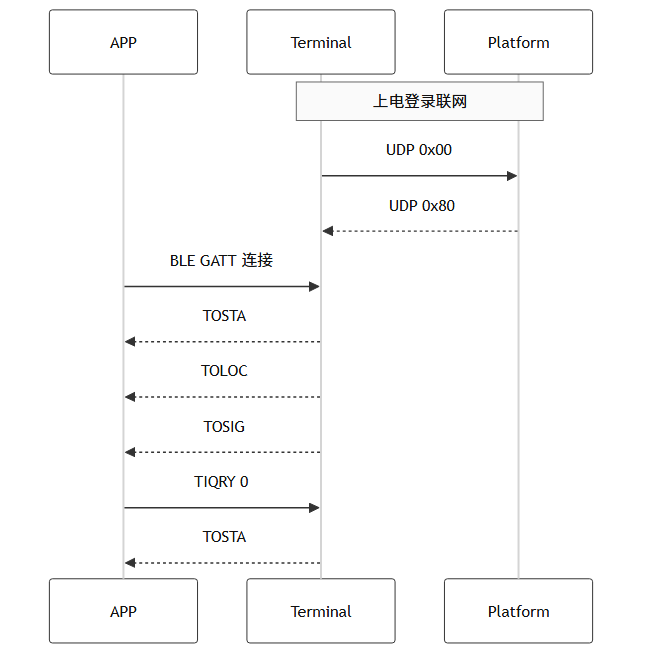 APP
Terminal
Platform
上电登录联网
UDP 0x00
UDP 0x80
BLE GATT 连接
TOSTA
TOLOC
TOSIG
TIQRY 0
TOSTA
APP
Terminal
Platform